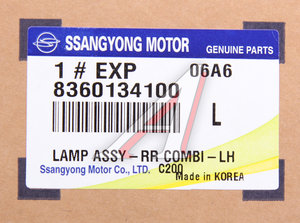 SSANGYONG MOTOR GENUINE PARTS
1 # EXP 06A6
8360134100
L
LAMP ASSY-RR COMBI-LH
Ssangyong Motor Co., LTD. C200
Made in KOREA